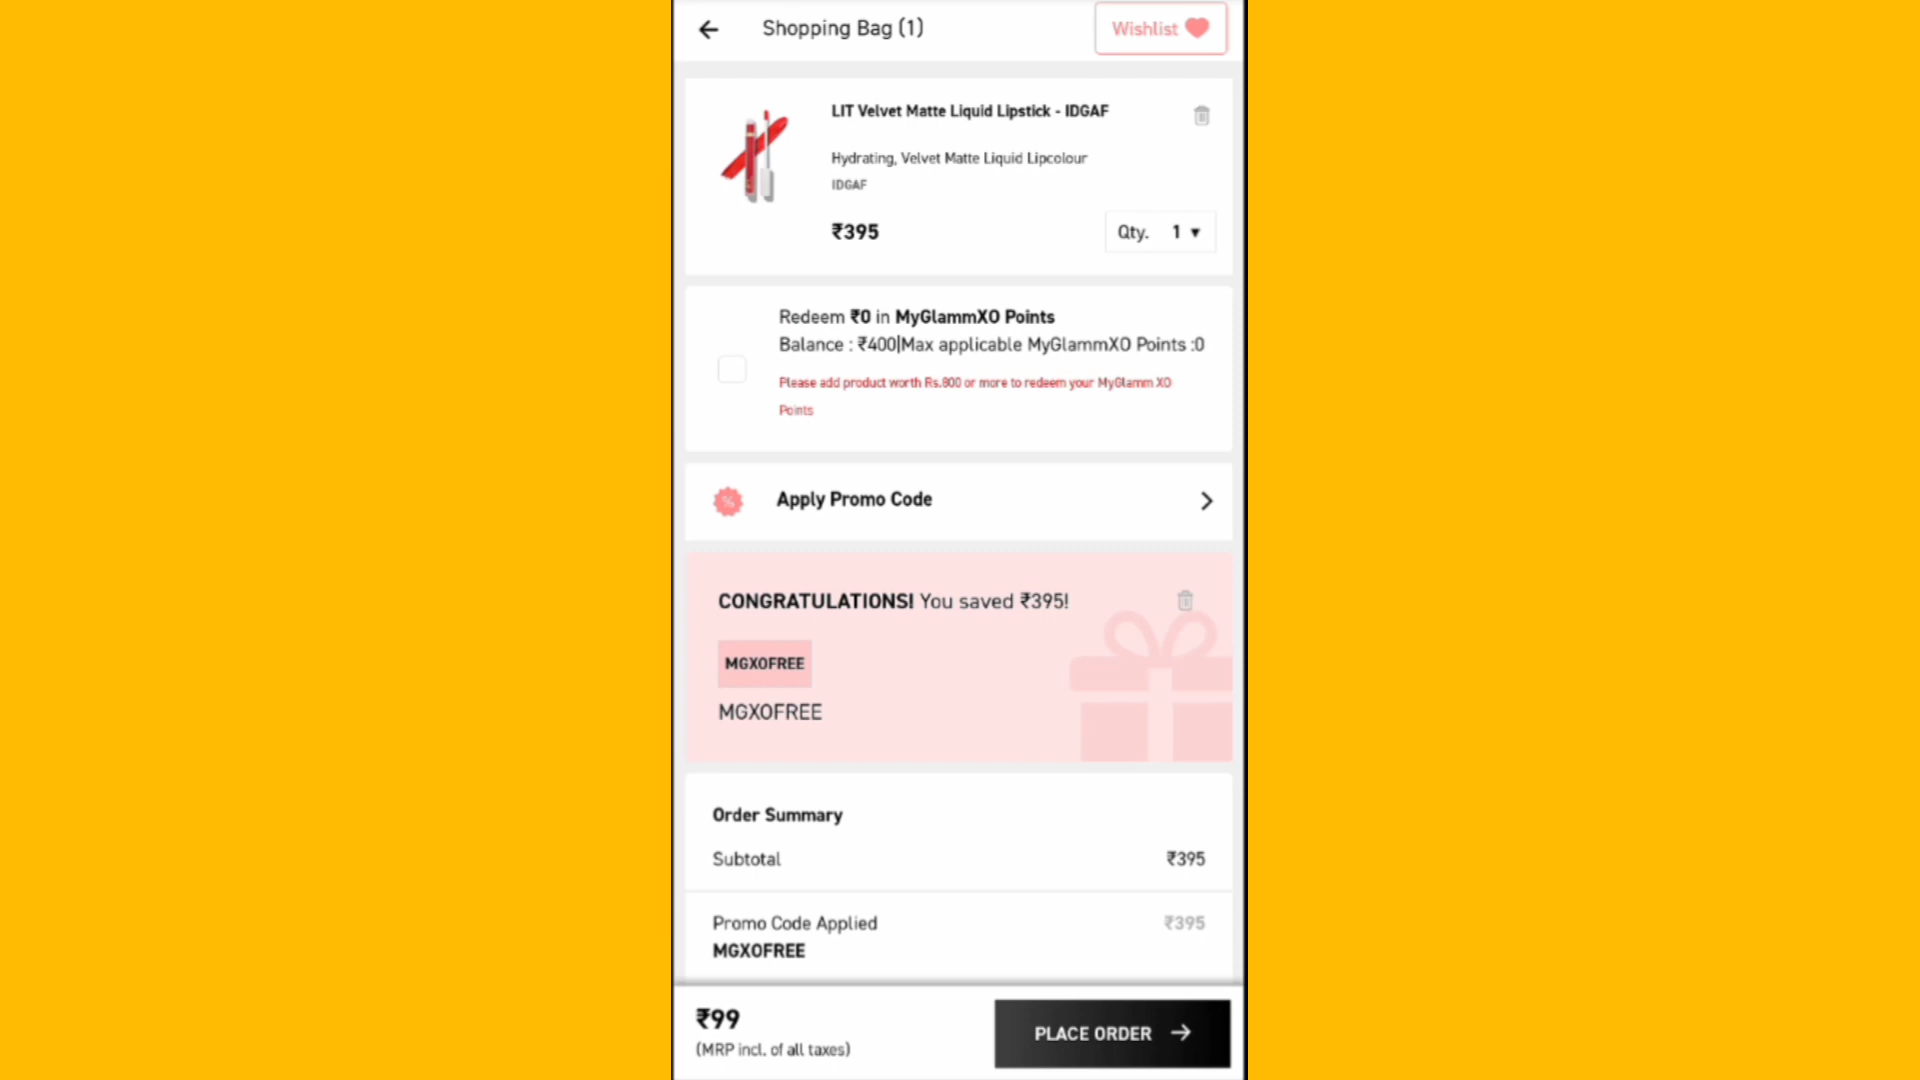 Shopping Bag (1)
Wishlist
LIT Velvet Matte Liquid Lipstick - IDGAF
Hydrating, Velvet Matte Liquid Lipcolour
IDGAF
₹395
Qty. 1
Redeem ₹0 in MyGlammXO Points
Balance : ₹400|Max applicable MyGlammXO Points :0
Please add product worth Rs.800 or more to redeem your MyGlamm XO
Points
%
Apply Promo Code
CONGRATULATIONS! You saved ₹395!
MGXOFREE
MGXOFREE
Order Summary
Subtotal ₹395
Promo Code Applied ₹395
MGXOFREE
₹99
(MRP incl. of all taxes)
PLACE ORDER